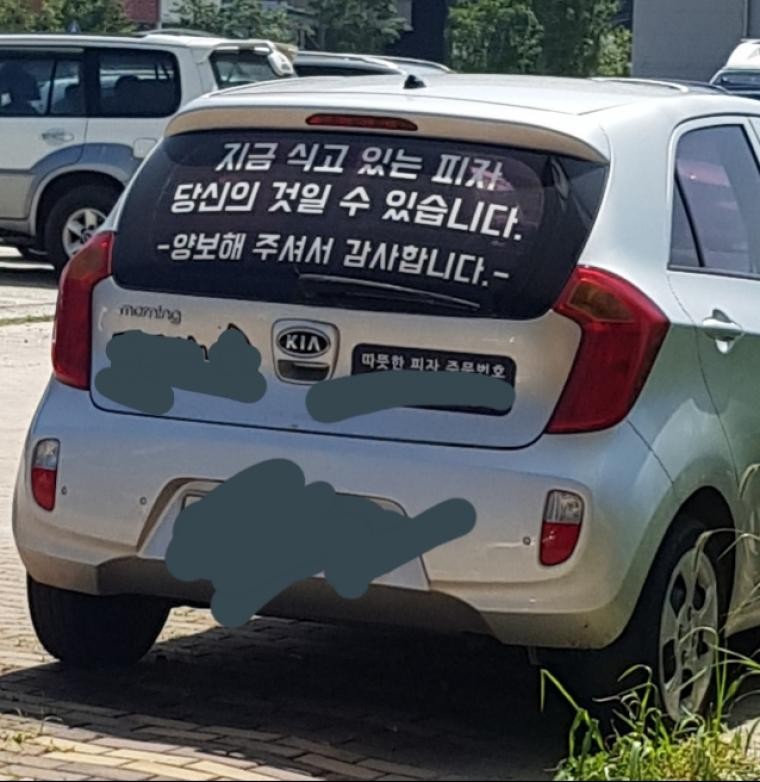 지금 식고 있는 피자
당신의 것일 수 있습니다.
-양보해 주셔서 감사합니다.-
morning
KIA
따뜻한 피자 주문번호